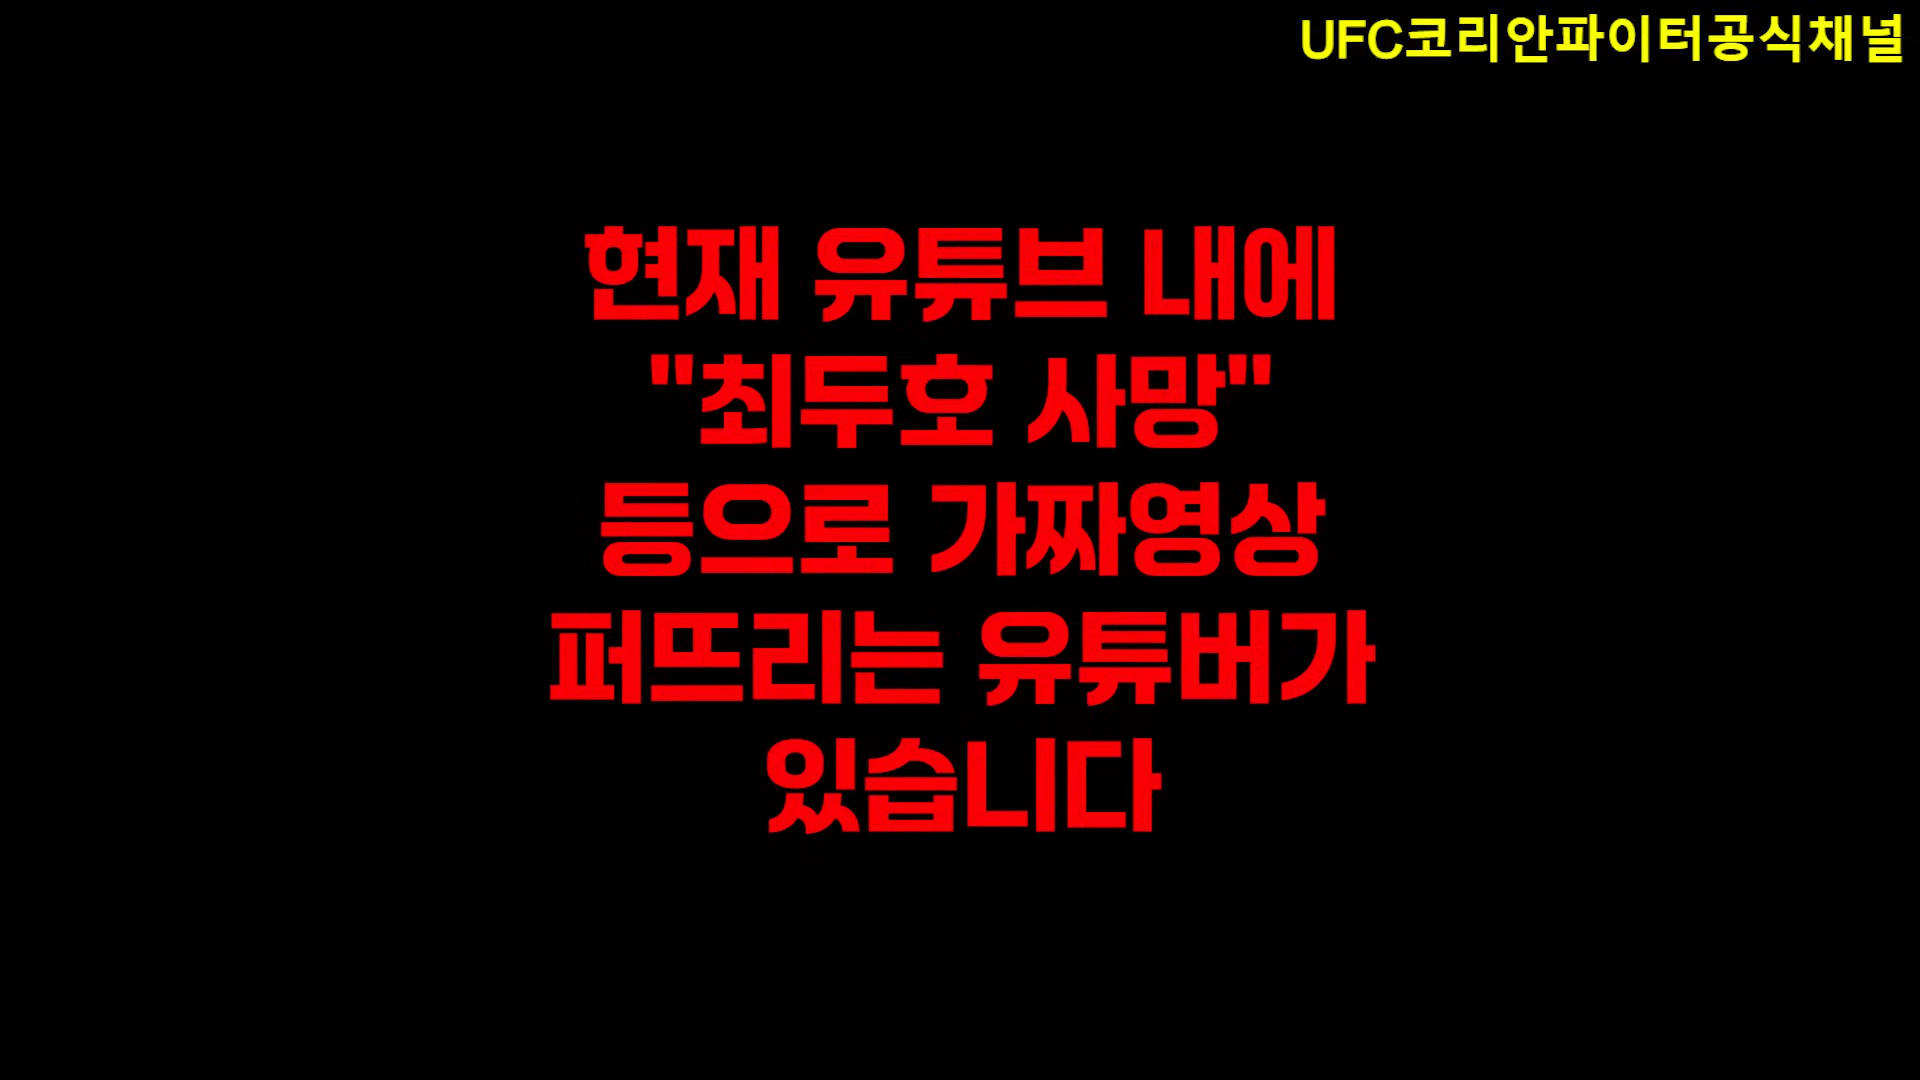 UFC코리안파이터공식채널
현재 유튜브 내에
"최두호 사망"
등으로 가짜영상
퍼뜨리는 유튜버가
있습니다